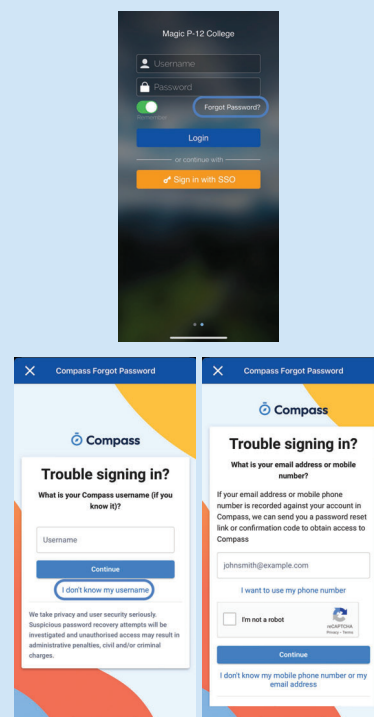 Magic P-12 College
Username
Password
Remember
Forgot Password?
Login
or continue with
Sign in with SSO
Compass Forgot Password
Compass
Trouble signing in?
What is your Compass username (if you
know it)?
Username
Continue
I don't know my username
We take privacy and user security seriously.
Suspicious password recovery attempts will be
investigated and unauthorised access may result in
administrative penalties, civil and/or criminal
charges.
Compass Forgot Password
Compass
Trouble signing in?
What is your email address or mobile
number?
If your email address or mobile phone
number is recorded against your account in
Compass, we can send you a password reset
link or confirmation code to obtain access to
Compass
johnsmith@example.com
I want to use my phone number
I'm not a robot
reCAPTCHA
Privacy - Terms
Continue
I don't know my mobile phone number or my
email address